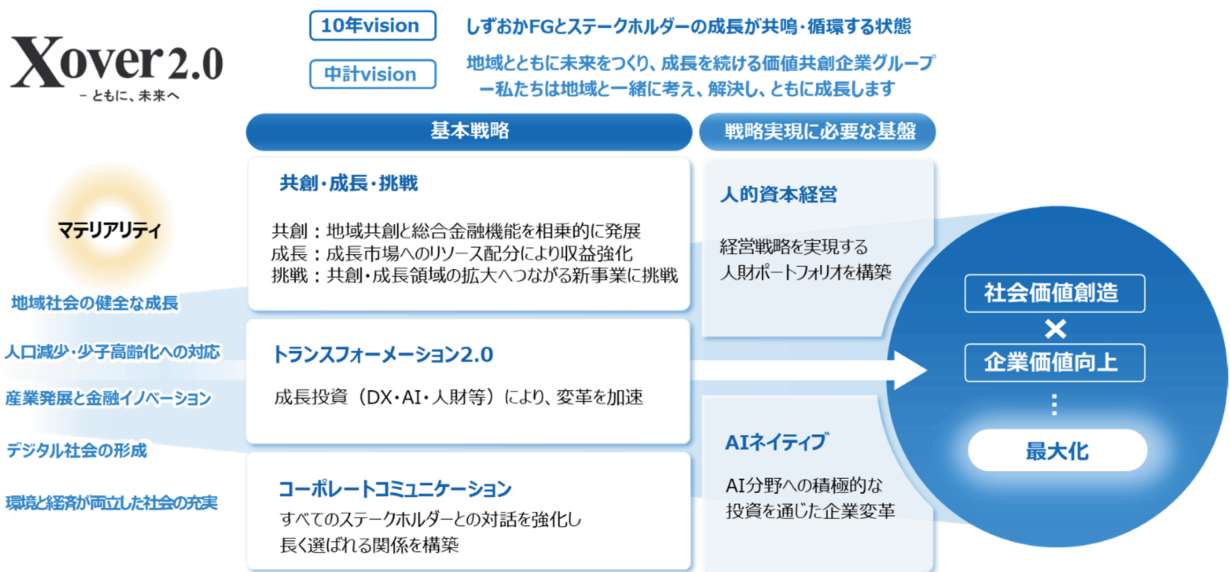 Xover 2.0
– ともに、未来へ
10年vision
しずおかFGとステークホルダーの成長が共鳴・循環する状態
中計vision
地域とともに未来をつくり、成長を続ける価値共創企業グループ
ー私たちは地域と一緒に考え、解決し、ともに成長します
マテリアリティ
地域社会の健全な成長
人口減少・少子高齢化への対応
産業発展と金融イノベーション
デジタル社会の形成
環境と経済が両立した社会の充実
基本戦略
共創・成長・挑戦
共創：地域共創と総合金融機能を相乗的に発展
成長：成長市場へのリソース配分により収益強化
挑戦：共創・成長領域の拡大へつながる新事業に挑戦
トランスフォーメーション2.0
成長投資（DX・AI・人財等）により、変革を加速
コーポレートコミュニケーション
すべてのステークホルダーとの対話を強化し
長く選ばれる関係を構築
戦略実現に必要な基盤
人的資本経営
経営戦略を実現する
人財ポートフォリオを構築
AIネイティブ
AI分野への積極的な
投資を通じた企業変革
社会価値創造
×
企業価値向上
⋮
最大化